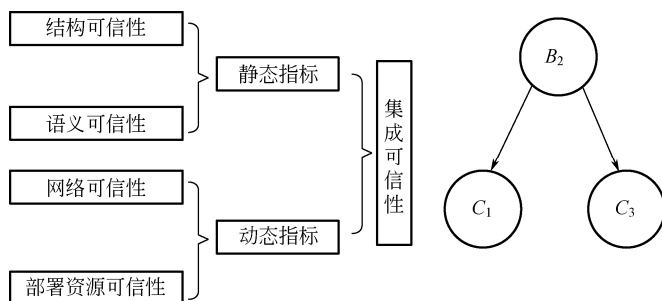 结构可信性
语义可信性
网络可信性
部署资源可信性
静态指标
动态指标
集成可信性
B2
C1
C3